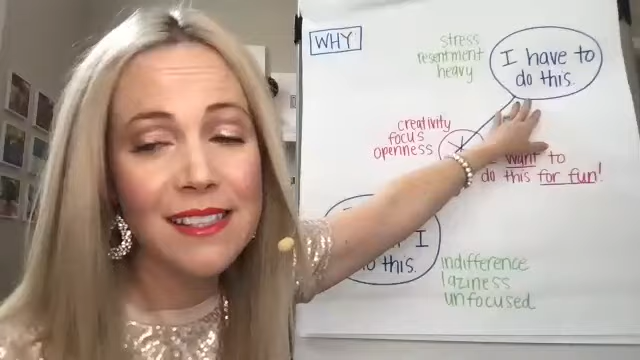 WHY
stress
resentment
heavy
I have to
do this.
creativity
focus
openness
want to
do this for fun!
I
this.
indifference
laziness
unfocused